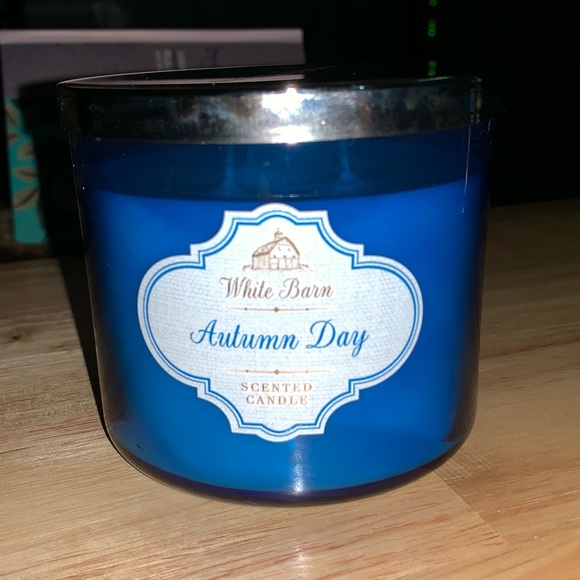 White Barn
Autumn Day
SCENTED
CANDLE